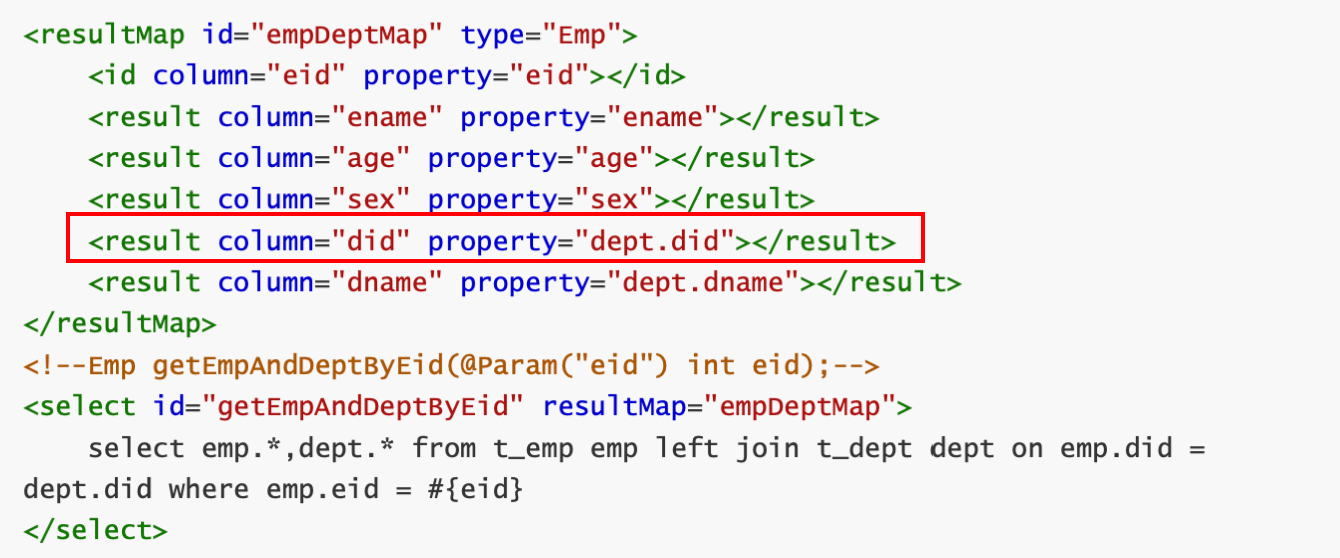 <resultMap id="empDeptMap" type="Emp">
    <id column="eid" property="eid"></id>
    <result column="ename" property="ename"></result>
    <result column="age" property="age"></result>
    <result column="sex" property="sex"></result>
    <result column="did" property="dept.did"></result>
    <result column="dname" property="dept.dname"></result>
</resultMap>
<!--Emp getEmpAndDeptByEid(@Param("eid") int eid);-->
<select id="getEmpAndDeptByEid" resultMap="empDeptMap">
    select emp.*,dept.* from t_emp emp left join t_dept dept on emp.did =
dept.did where emp.eid = #{eid}
</select>